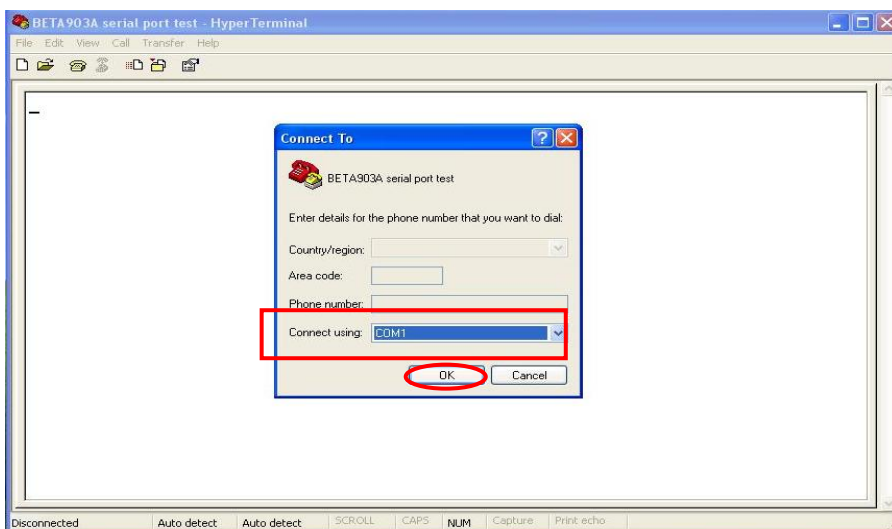 BETA903A serial port test - HyperTerminal
File Edit View Call Transfer Help
Connect To
BETA903A serial port test
Enter details for the phone number that you want to dial:
Country/region:
Area code:
Phone number:
Connect using: COM1
OK Cancel
Disconnected Auto detect Auto detect SCROLL CAPS NUM Capture Print echo